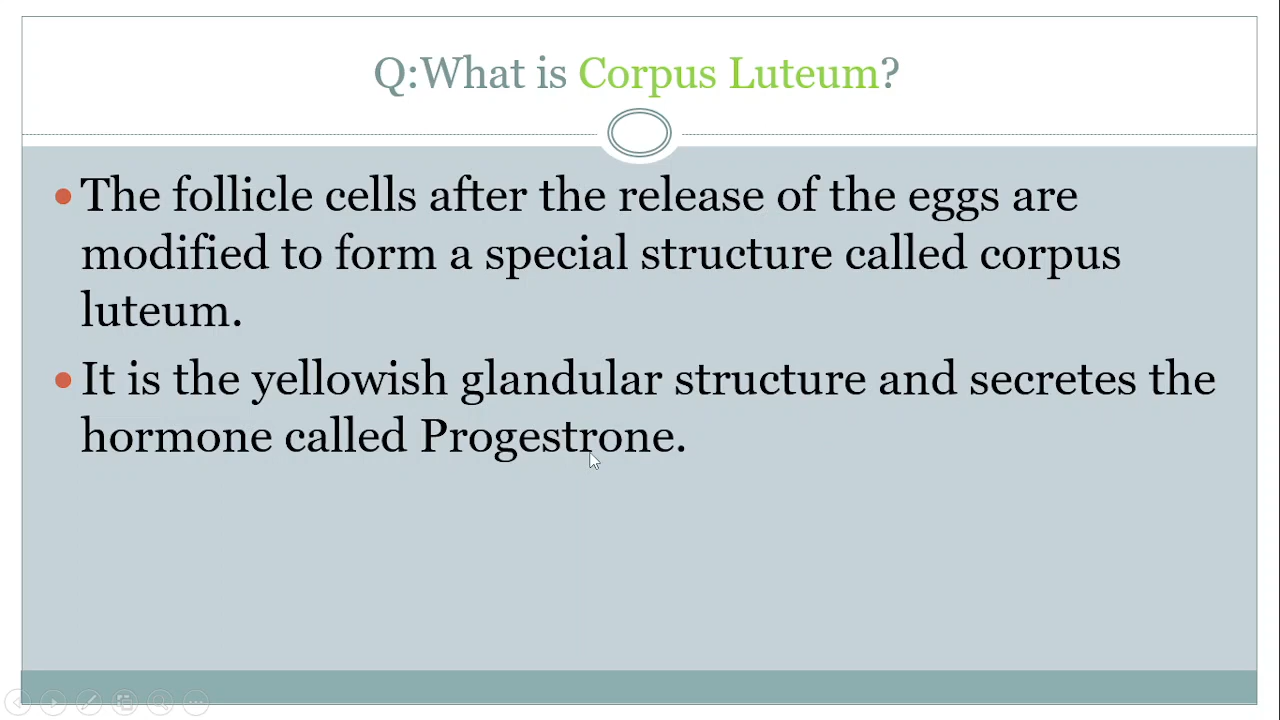 Q:What is Corpus Luteum?
The follicle cells after the release of the eggs are
modified to form a special structure called corpus
luteum.
It is the yellowish glandular structure and secretes the
hormone called Progestrone.